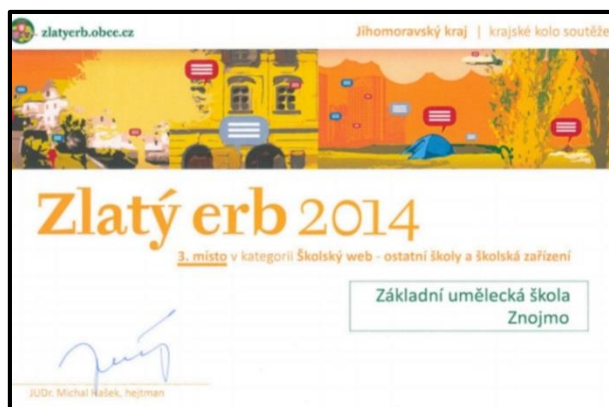 zlatyerb.obce.cz
Jihomoravský kraj | krajské kolo soutěže
Zlatý erb 2014
3. místo v kategorii Školský web - ostatní školy a školská zařízení
Základní umělecká škola
Znojmo
JUDr. Michal Hašek, hejtman